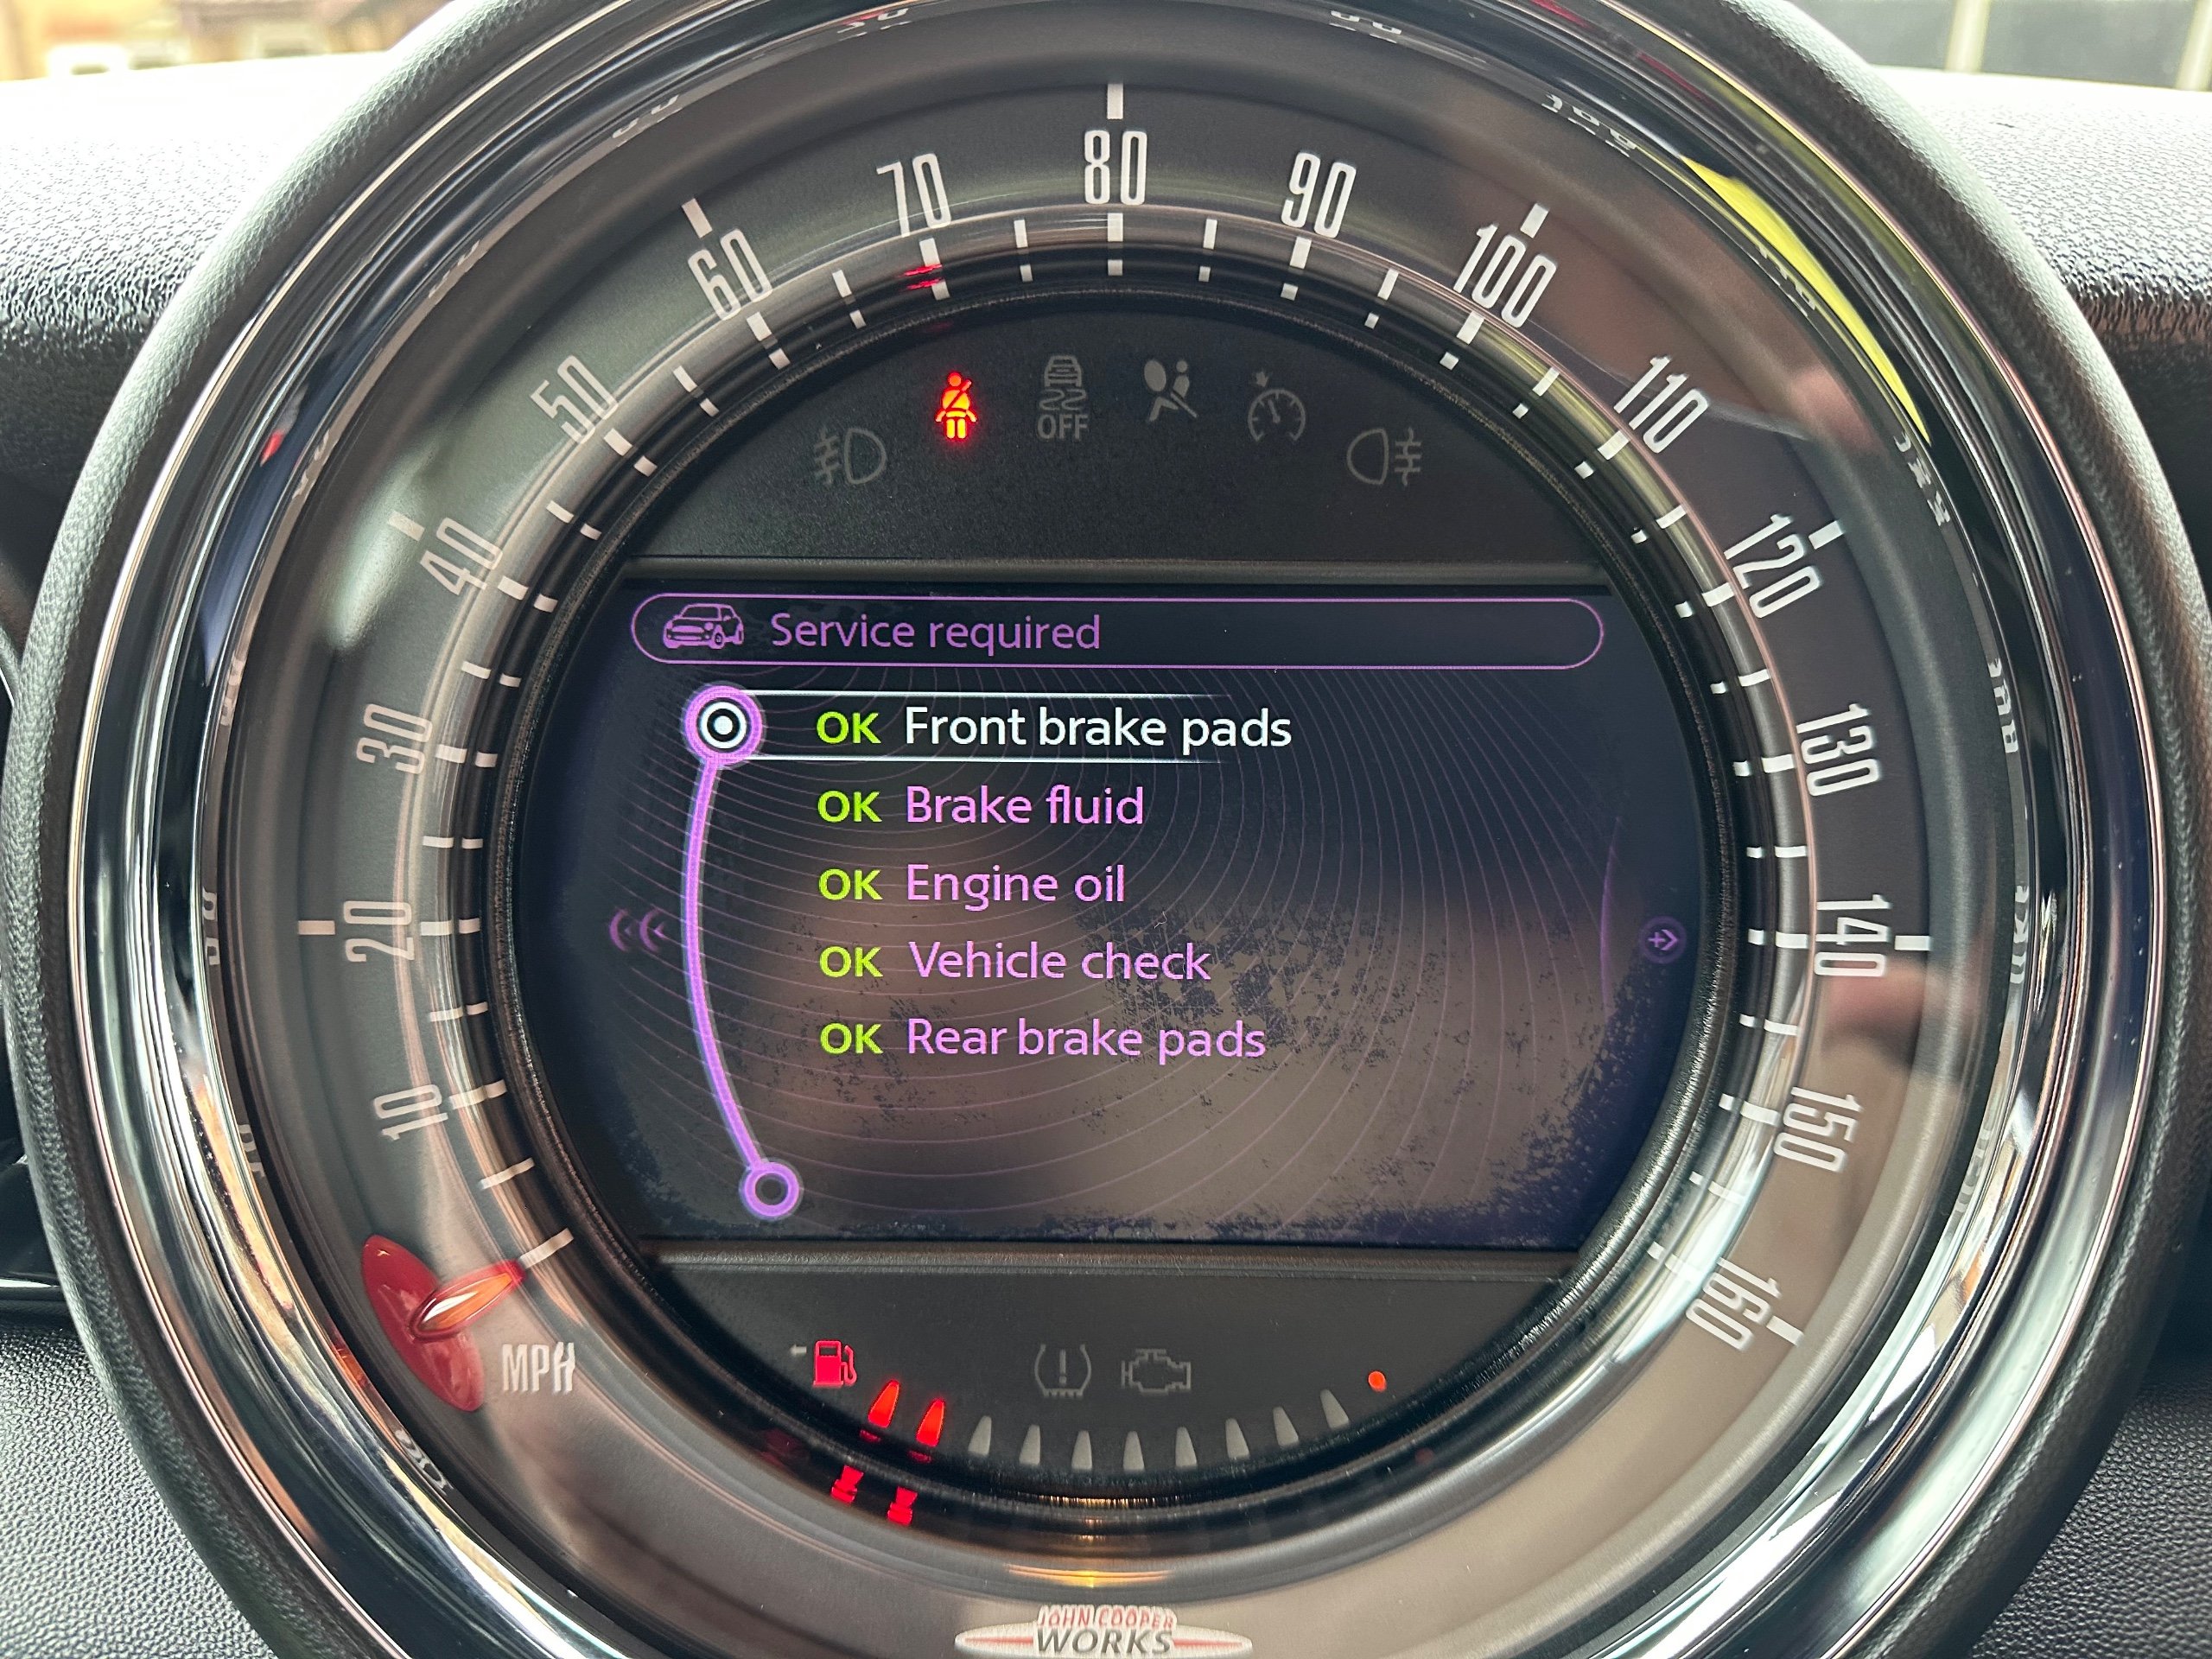 10
20
30
40
50
60
70
80
90
100
110
120
130
140
150
160
OFF
Service required
OK Front brake pads
OK Brake fluid
OK Engine oil
OK Vehicle check
OK Rear brake pads
MPH
JOHN COOPER
WORKS